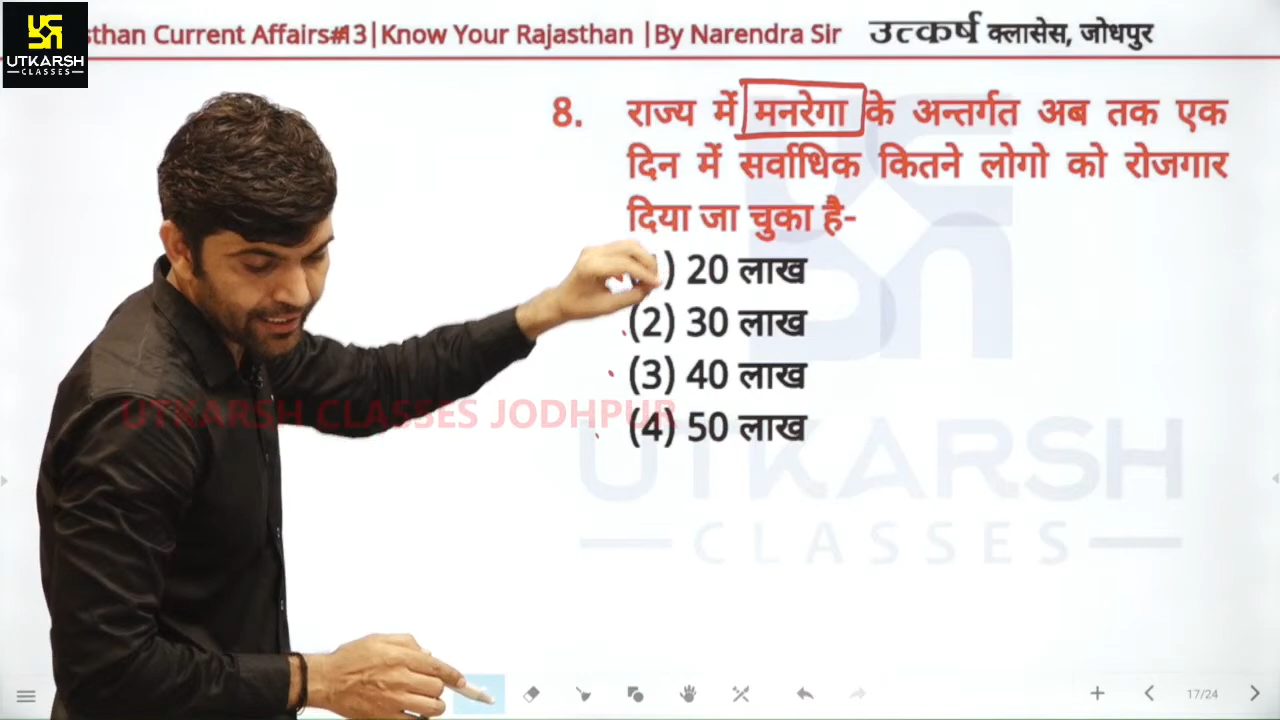 UTKARSH
CLASSES
sthan Current Affairs#13|Know Your Rajasthan |By Narendra Sir उत्कर्ष क्लासेस, जोधपुर
8. राज्य में मनरेगा के अन्तर्गत अब तक एक
दिन में सर्वाधिक कितने लोगो को रोजगार
दिया जा चुका है-
) 20 लाख
(2) 30 लाख
(3) 40 लाख
(4) 50 लाख
UTKARSH CLASSES JODHPUR
UTKARSH
CLASSES
17/24